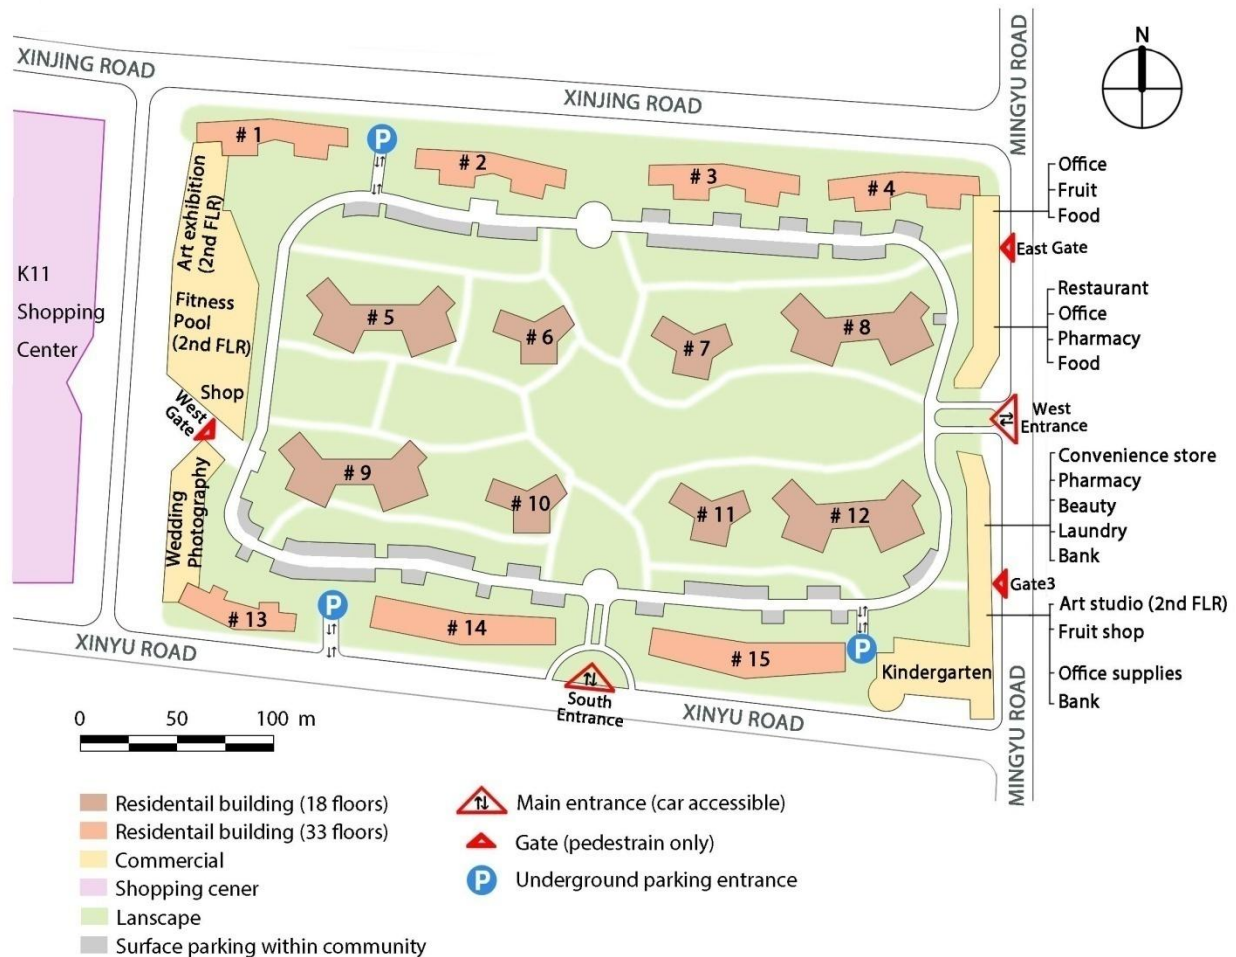 XINJING ROAD
XINJING ROAD
MINGYU ROAD
N
# 1
P
# 2
# 3
# 4
Office
Fruit
Food
East Gate
Art exhibition
(2nd FLR)
K11
Shopping
Center
Fitness
Pool
(2nd FLR)
Shop
West
Gate
# 5
# 6
# 7
# 8
Restaurant
Office
Pharmacy
Food
West
Entrance
Wedding
Photography
# 9
# 10
# 11
# 12
Convenience store
Pharmacy
Beauty
Laundry
Bank
Gate3
Art studio (2nd FLR)
Fruit shop
Office supplies
Bank
# 13
P
# 14
# 15
P
Kindergarten
XINYU ROAD
South
Entrance
XINYU ROAD
MINGYU ROAD
0 50 100 m
Residentail building (18 floors)
Residentail building (33 floors)
Commercial
Shopping cener
Lanscape
Surface parking within community
Main entrance (car accessible)
Gate (pedestrain only)
P Underground parking entrance